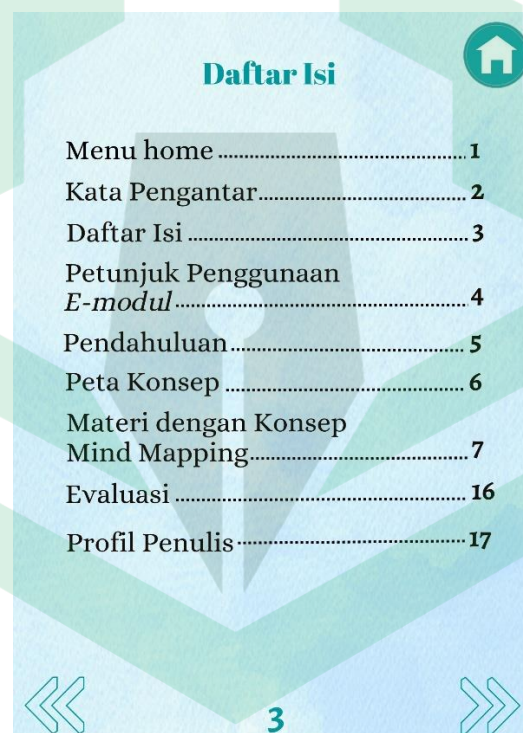 Daftar Isi
Menu home ........................................ 1
Kata Pengantar.................................. 2
Daftar Isi ............................................. 3
Petunjuk Penggunaan
E-modul ............................................... 4
Pendahuluan ...................................... 5
Peta Konsep ....................................... 6
Materi dengan Konsep
Mind Mapping................................... 7
Evaluasi ............................................... 16
Profil Penulis ..................................... 17
3